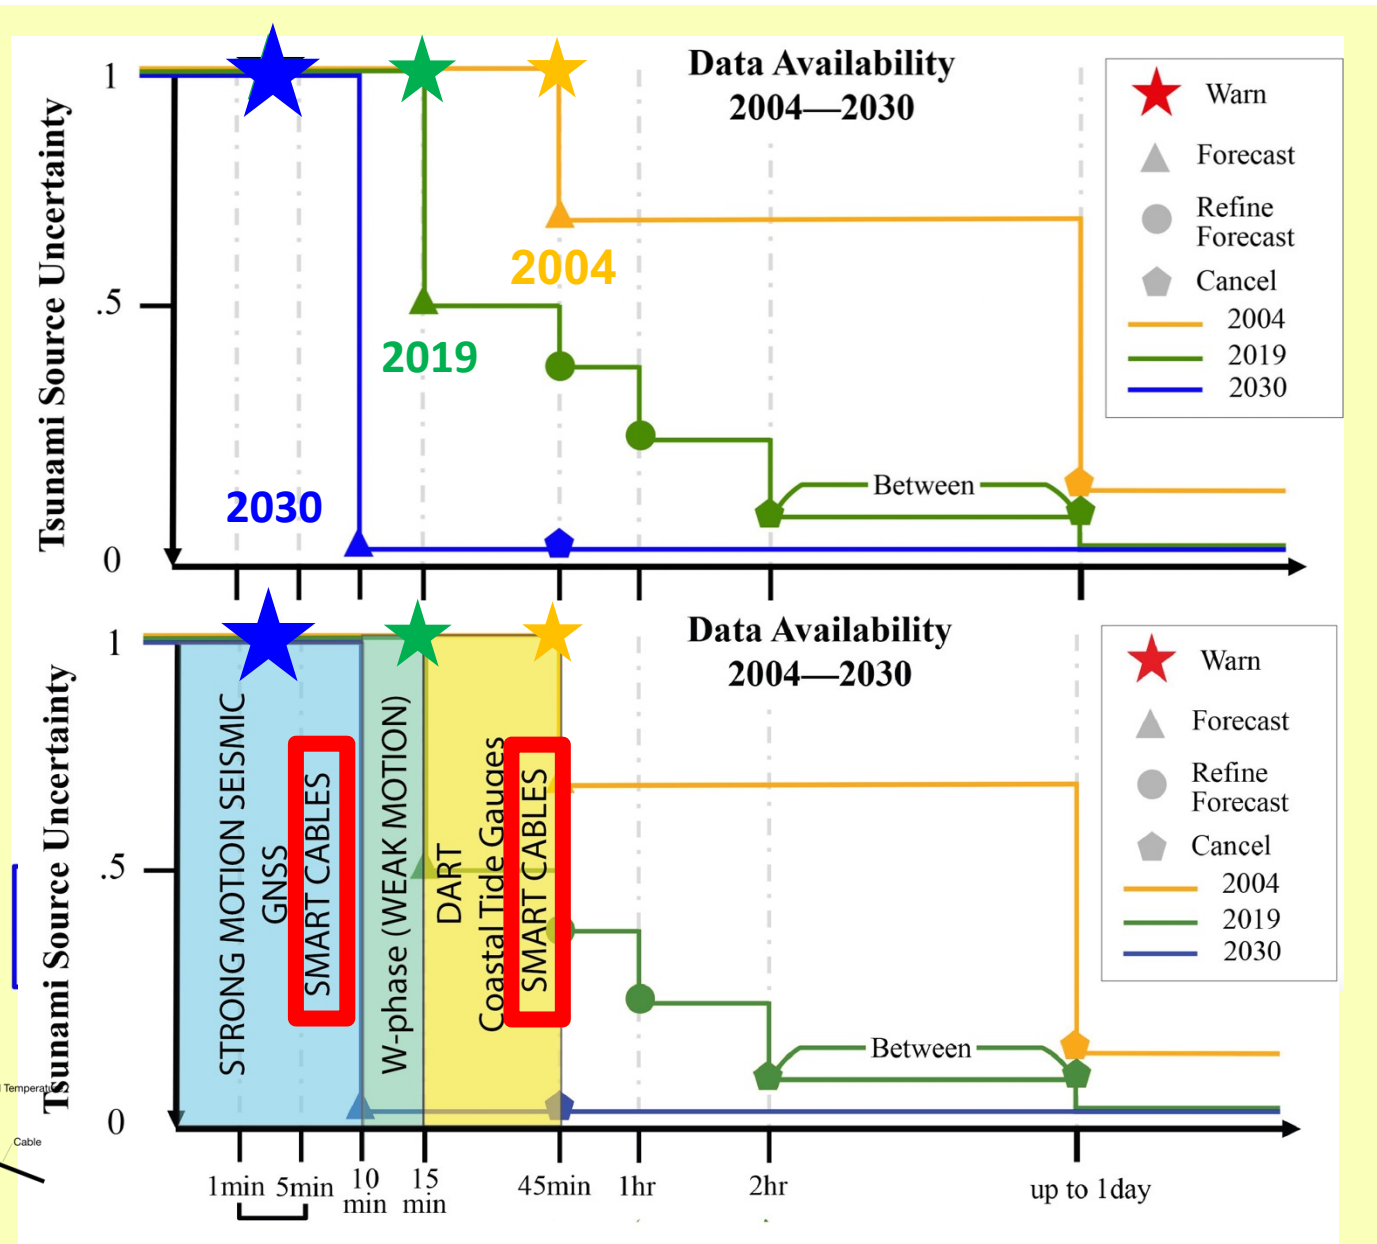 Data Availability
2004—2030
Tsunami Source Uncertainty
1
.5
0
2004
2019
2030
Between
Warn
Forecast
Refine
Forecast
Cancel
2004
2019
2030
Data Availability
2004—2030
Tsunami Source Uncertainty
1
.5
0
STRONG MOTION SEISMIC
GNSS
SMART CABLES
W-phase (WEAK MOTION)
DART
Coastal Tide Gauges
SMART CABLES
Between
Warn
Forecast
Refine
Forecast
Cancel
2004
2019
2030
Temperature
Cable
1min
5min
10
min
15
min
45min
1hr
2hr
up to 1day